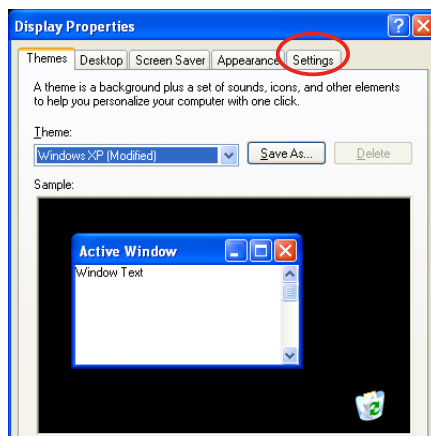 Display Properties
Themes Desktop Screen Saver Appearance Settings
A theme is a background plus a set of sounds, icons, and other elements
to help you personalize your computer with one click.
Theme:
Windows XP (Modified) Save As... Delete
Sample:
Active Window
Window Text